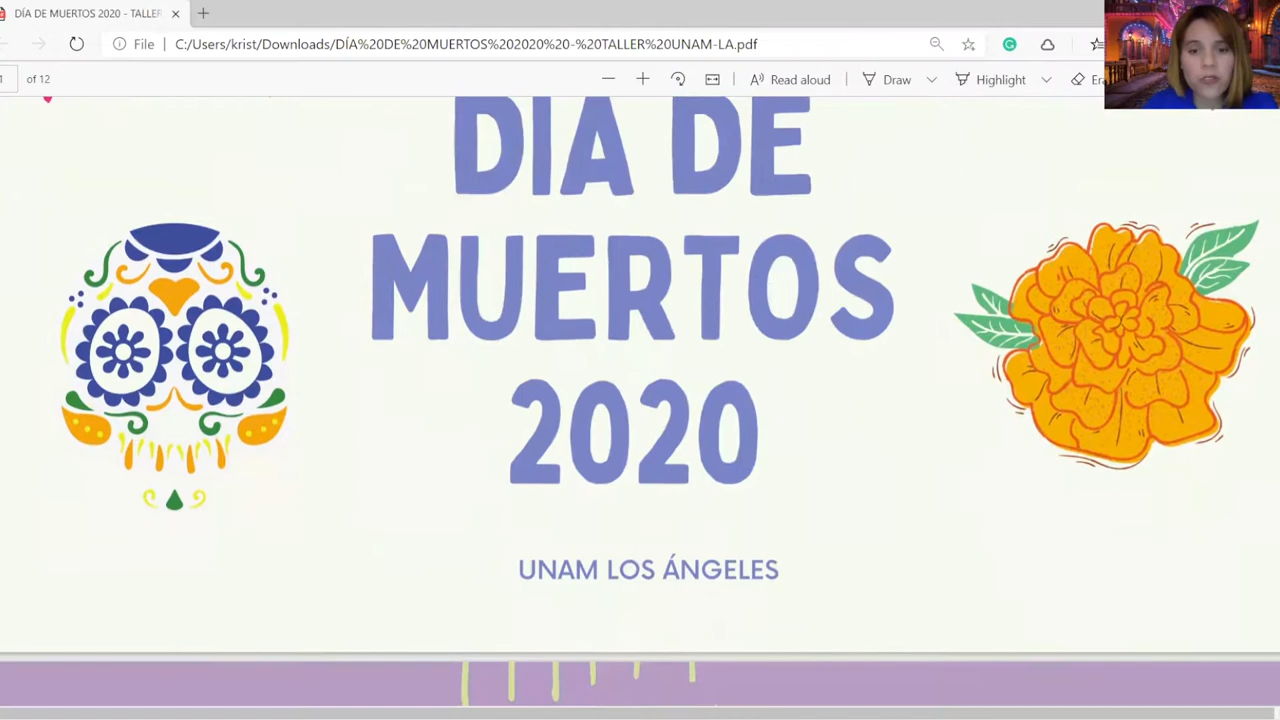 DÍA DE MUERTOS 2020 - TALLER
File C:/Users/krist/Downloads/DÍA%20DE%20MUERTOS%202020%20-%20TALLER%20UNAM-LA.pdf
1 of 12 Read aloud Draw Highlight
DÍA DE
MUERTOS
2020
UNAM LOS ÁNGELES